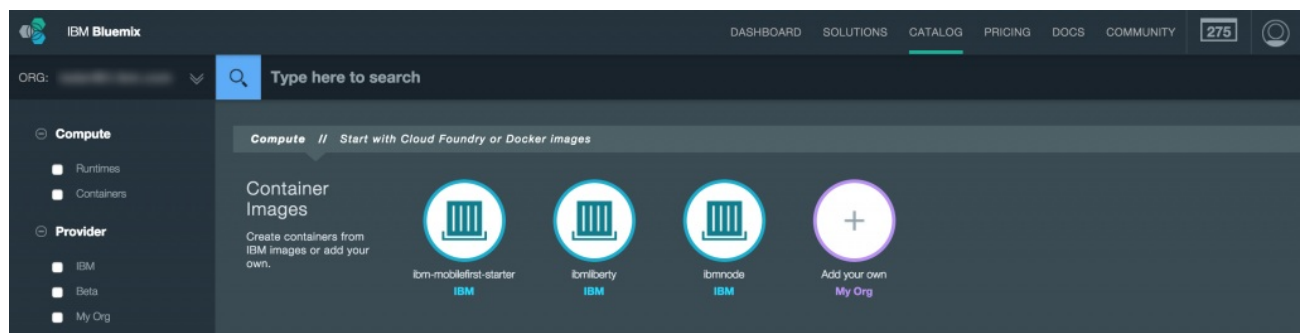 IBM Bluemix
DASHBOARD SOLUTIONS CATALOG PRICING DOCS COMMUNITY 275
ORG:
Type here to search
Compute
Runtimes
Containers
Provider
IBM
Beta
My Org
Compute // Start with Cloud Foundry or Docker images
Container
Images
Create containers from
IBM images or add your
own.
ibm-mobilefirst-starter
IBM
ibmliberty
IBM
ibmnode
IBM
Add your own
My Org